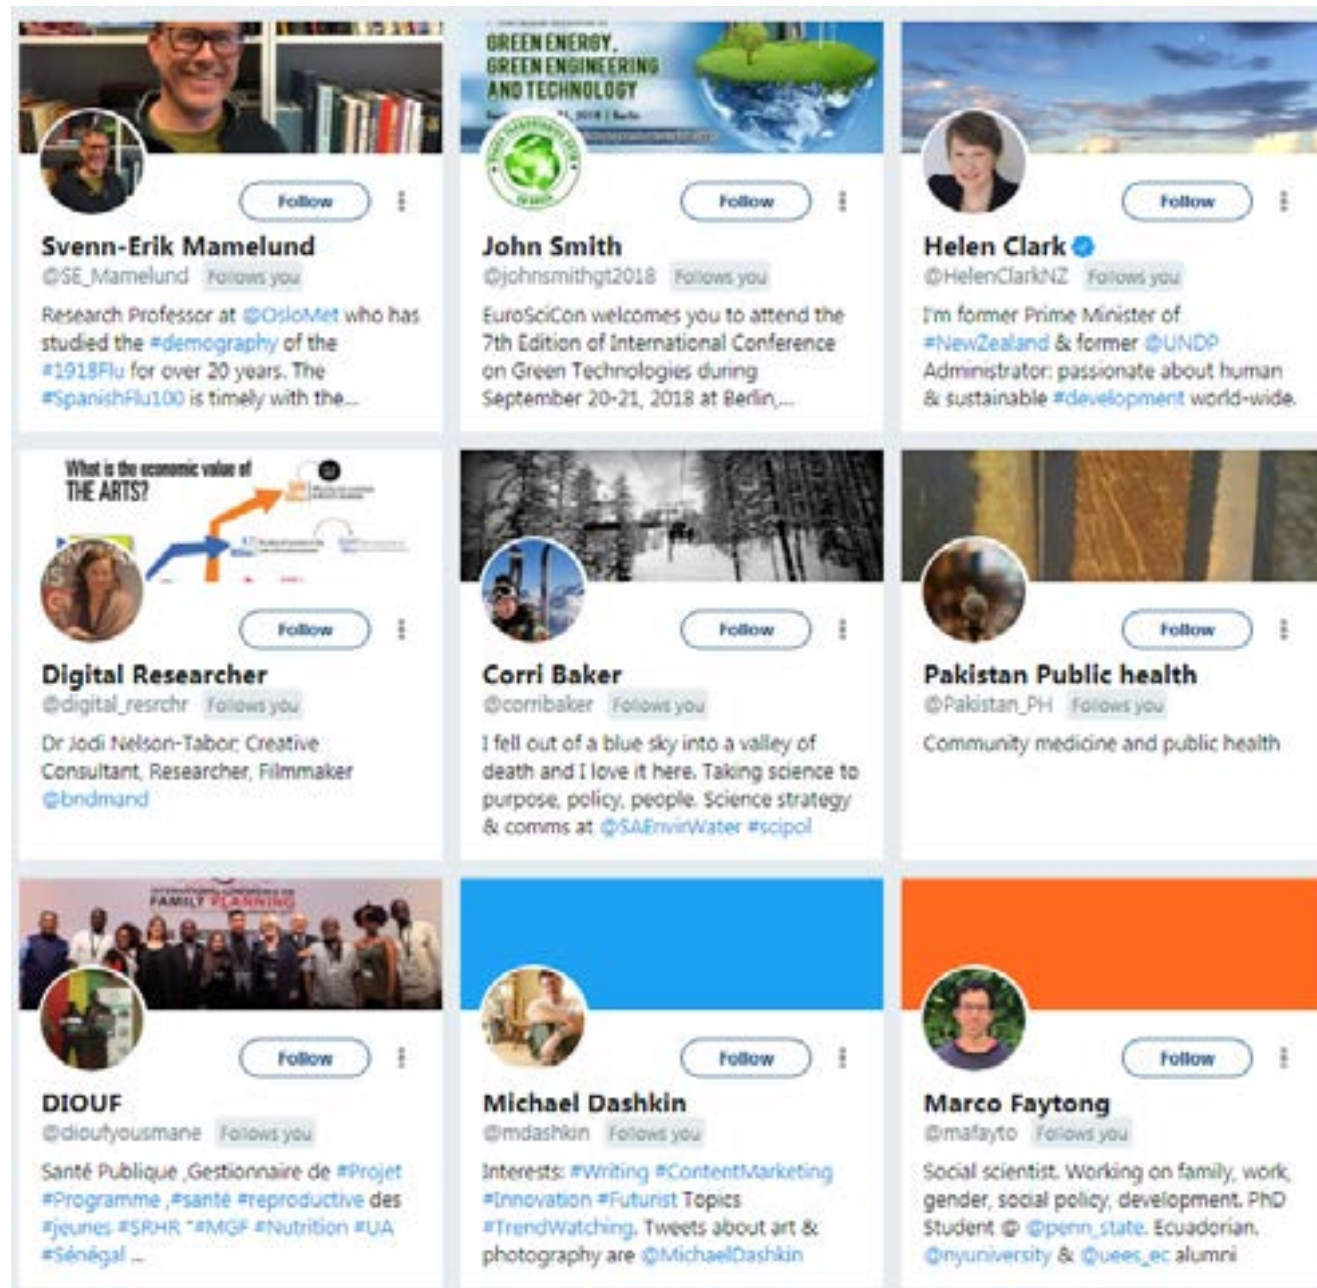 GREEN ENERGY,
GREEN ENGINEERING
AND TECHNOLOGY
2018 | Berlin
Follow
Svenn-Erik Mamelund
@SE_Mamelund Follows you
Research Professor at @OsloMet who has
studied the #demography of the
#1918Flu for over 20 years. The
#SpanishFlu100 is timely with the...
Follow
John Smith
@johnsmithgt2018 Follows you
EuroSciCon welcomes you to attend the
7th Edition of International Conference
on Green Technologies during
September 20-21, 2018 at Berlin,...
Follow
Helen Clark
@HelenClarkNZ Follows you
I'm former Prime Minister of
#NewZealand & former @UNDP
Administrator: passionate about human
& sustainable #development world-wide.
What is the economic value of
THE ARTS?
Follow
Digital Researcher
@digital_resrchr Follows you
Dr Jodi Nelson-Tabor: Creative
Consultant, Researcher, Filmmaker
@bndmand
Follow
Corri Baker
@corribaker Follows you
I fell out of a blue sky into a valley of
death and I love it here. Taking science to
purpose, policy, people. Science strategy
& comms at @SAEnvirWater #scipol
Follow
Pakistan Public health
@Pakistan_PH Follows you
Community medicine and public health
INTERNATIONAL CONFERENCE ON
FAMILY PLANNING
Follow
DIOUF
@dioufyousmane Follows you
Santé Publique ,Gestionnaire de #Projet
#Programme ,#santé #reproductive des
#jeunes #SRHR "#MGF #Nutrition #UA
#Sénégal ...
Follow
Michael Dashkin
@mdashkin Follows you
Interests: #Writing #ContentMarketing
#Innovation #Futurist Topics
#TrendWatching. Tweets about art &
photography are @MichaelDashkin
Follow
Marco Faytong
@mafayto Follows you
Social scientist. Working on family, work,
gender, social policy, development. PhD
Student @ @penn_state. Ecuadorian.
@nyuniversity & @uees_ec alumni